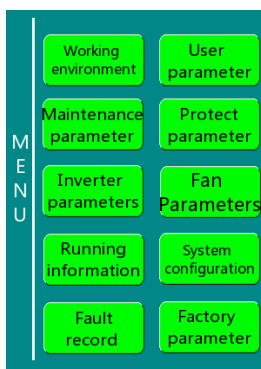 MENU
Working
environment
User
parameter
Maintenance
parameter
Protect
parameter
Inverter
parameters
Fan
Parameters
Running
information
System
configuration
Fault
record
Factory
parameter